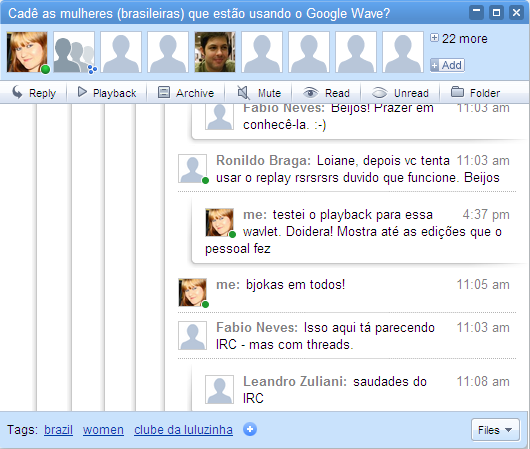 Cadê as mulheres (brasileiras) que estão usando o Google Wave?
22 more
Add
Reply Playback Archive Mute Read Unread Folder
Fabio Neves: Beijos! Prazer em 11:03 am
conhecê-la. :-)
Ronildo Braga: Loiane, depois vc tenta 11:03 am
usar o replay rsrsrsrs duvido que funcione. Beijos
me: testei o playback para essa 4:37 pm
wavlet. Doidera! Mostra até as edições que o
pessoal fez
me: bjokas em todos! 11:05 am
Fabio Neves: Isso aqui tá parecendo 11:03 am
IRC - mas com threads.
Leandro Zuliani: saudades do 11:08 am
IRC
Tags: brazil women clube da luluzinha
Files